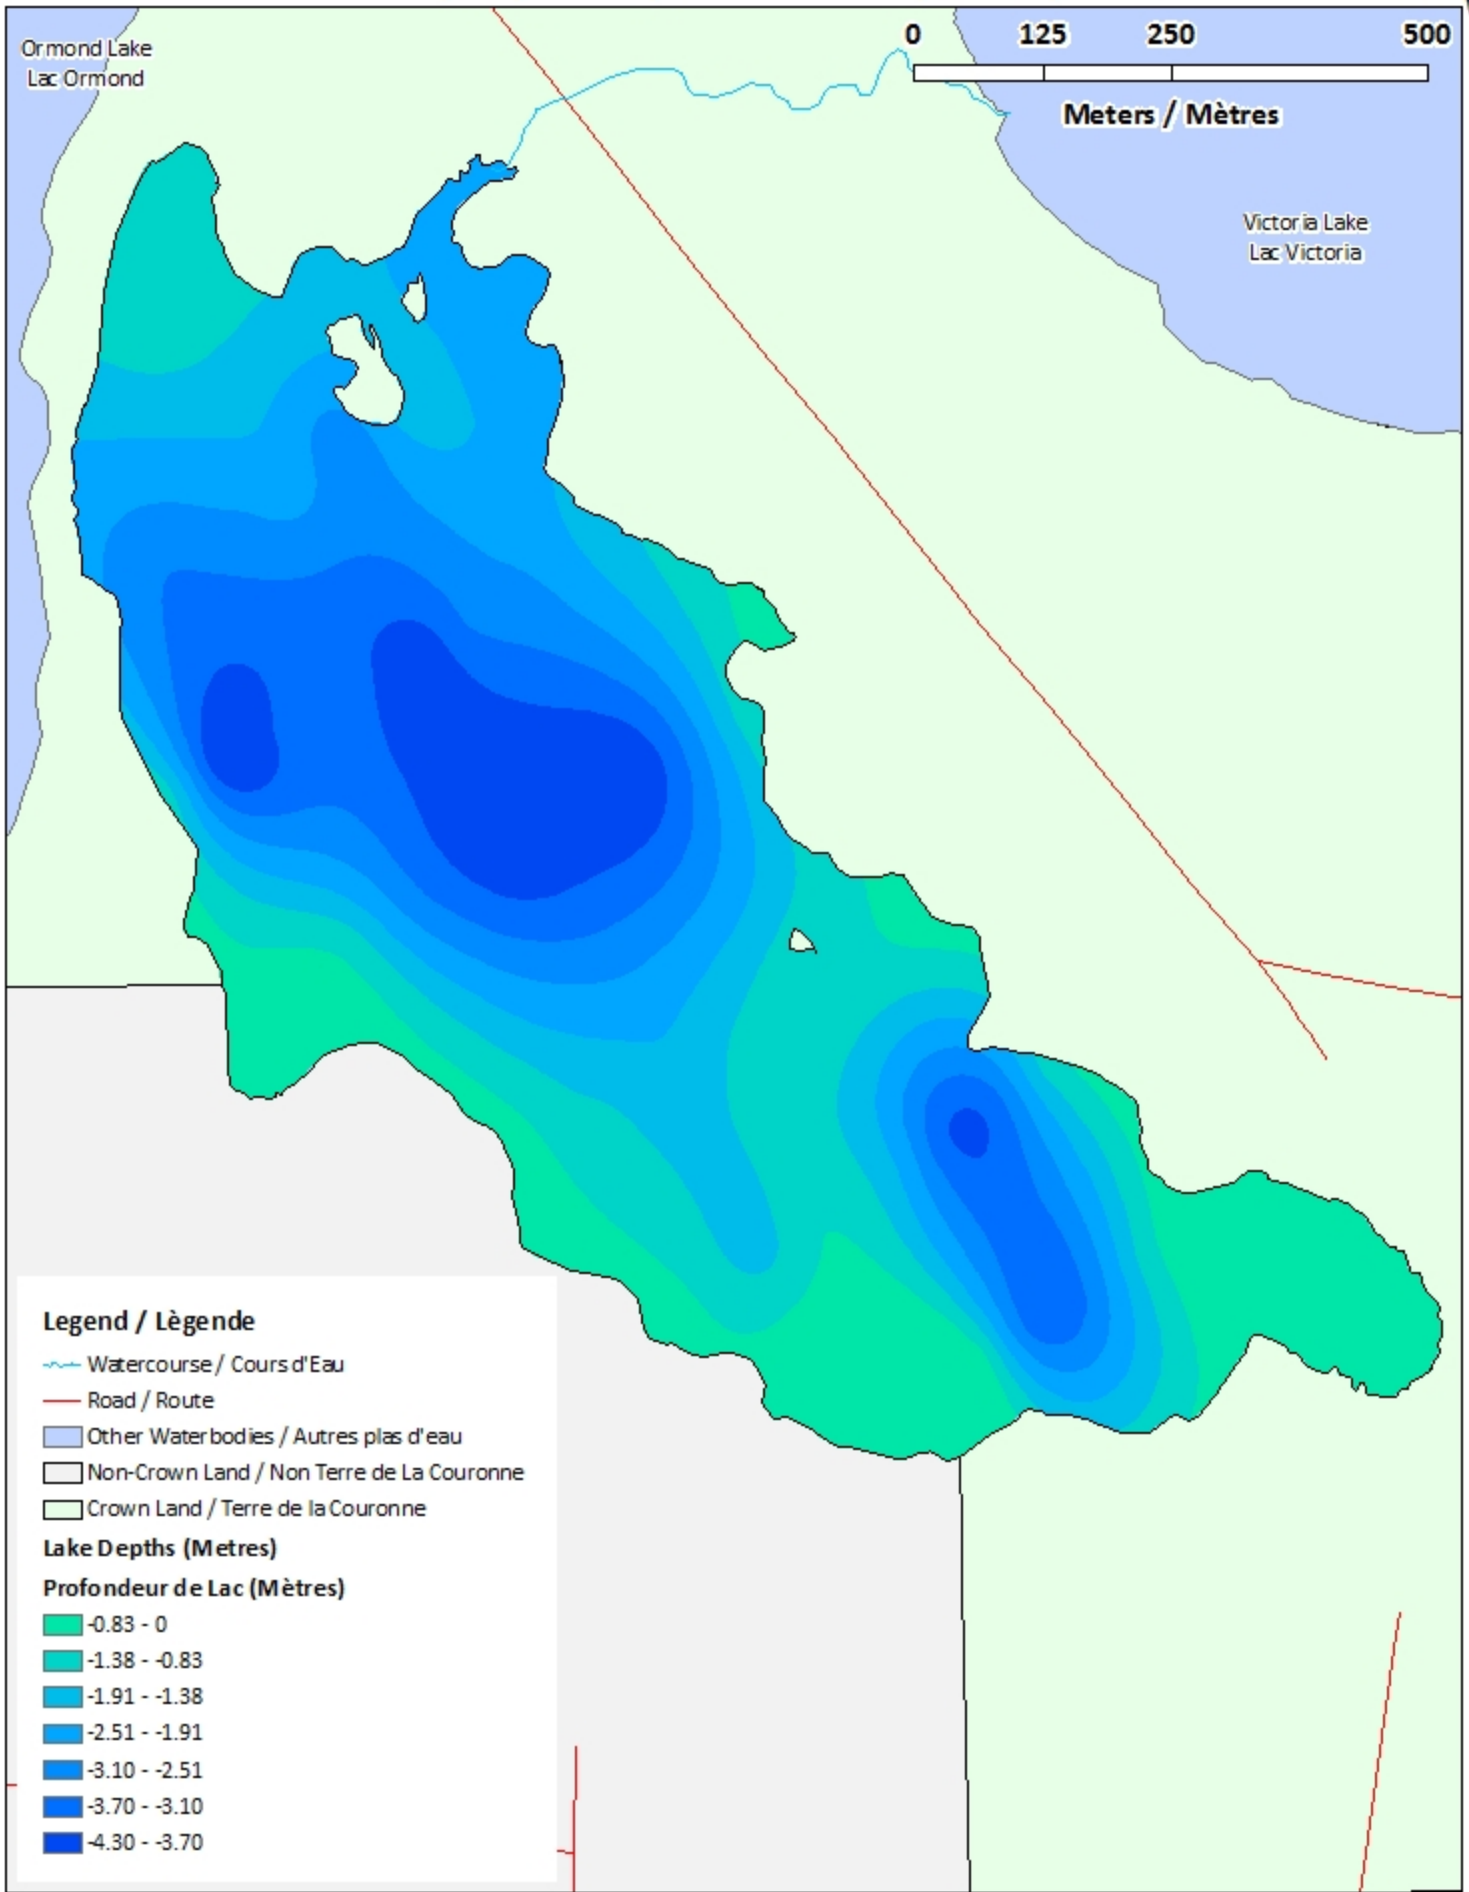 Ormond Lake
Lac Ormond
0 125 250 500
Meters / Mètres
Victoria Lake
Lac Victoria
Legend / Lègende
Watercourse / Cours d'Eau
Road / Route
Other Waterbodies / Autres plas d'eau
Non-Crown Land / Non Terre de La Couronne
Crown Land / Terre de la Couronne
Lake Depths (Metres)
Profondeur de Lac (Mètres)
-0.83 - 0
-1.38 - -0.83
-1.91 - -1.38
-2.51 - -1.91
-3.10 - -2.51
-3.70 - -3.10
-4.30 - -3.70